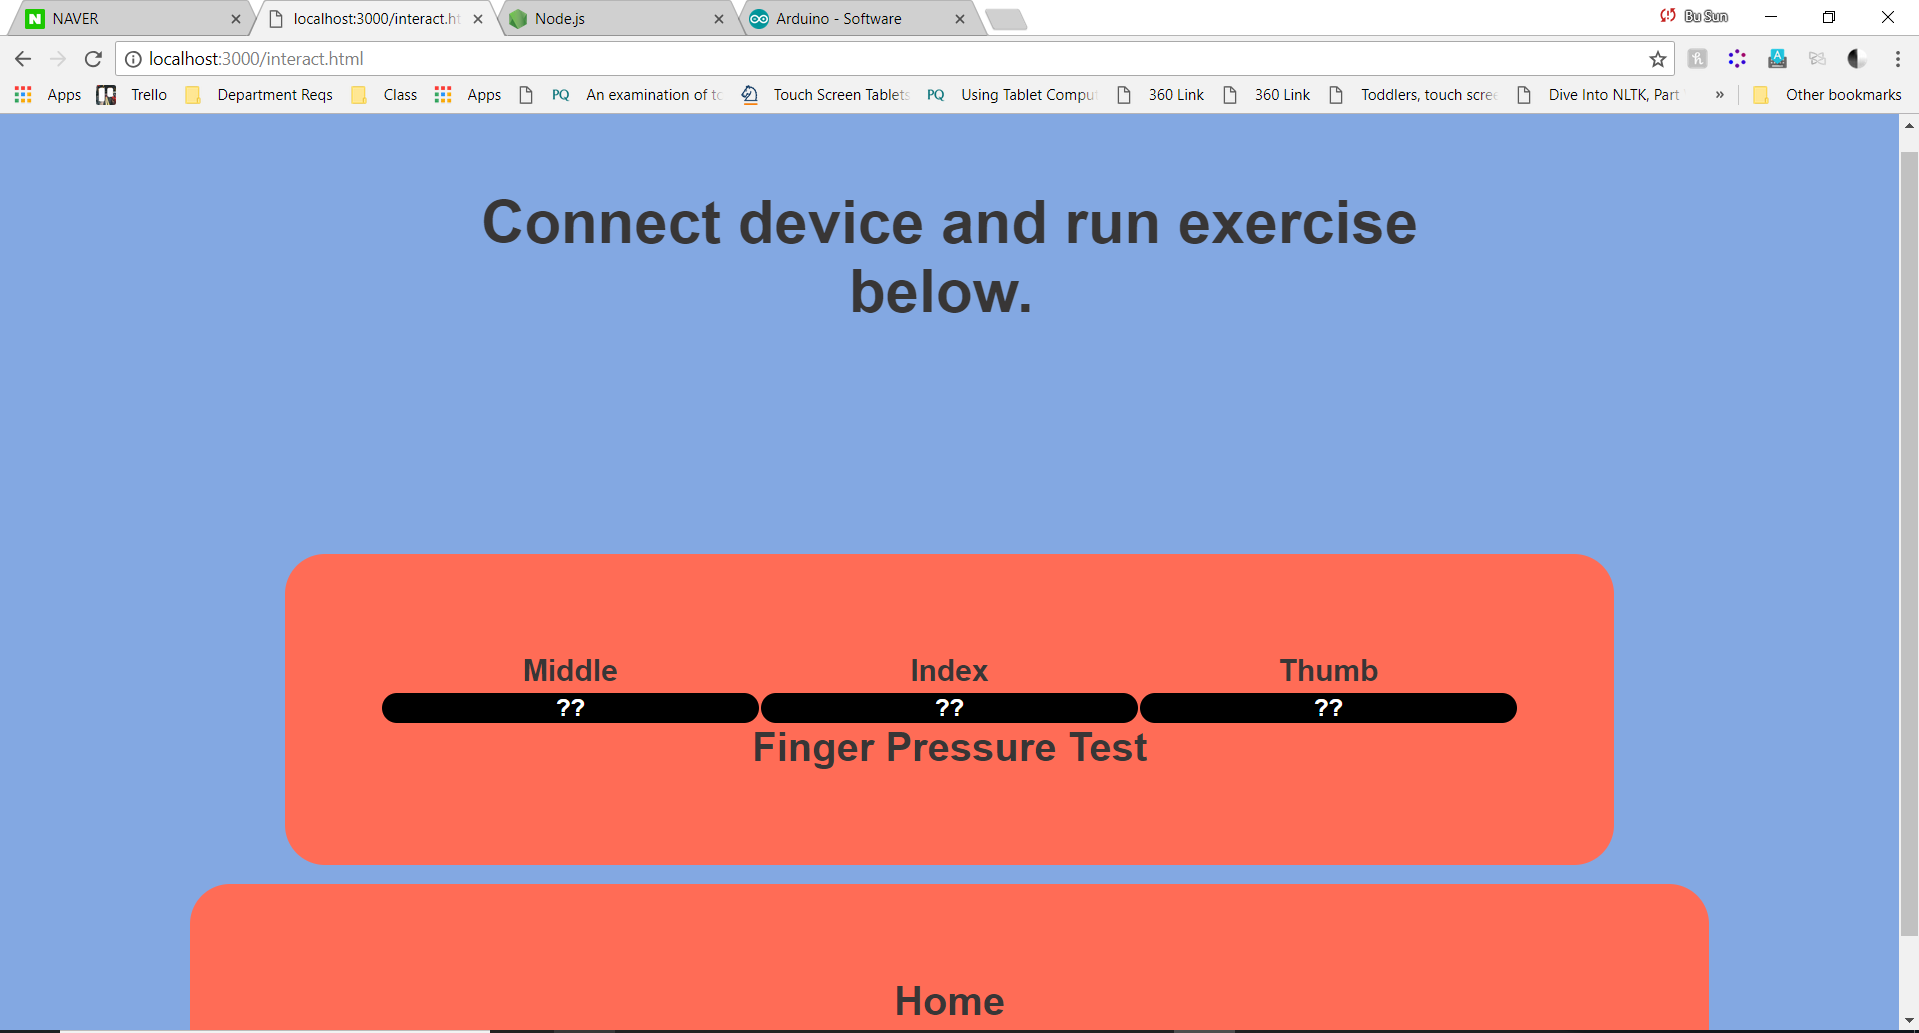 NAVER
localhost:3000/interact.ht
Node.js
Arduino - Software
Bu Sun
localhost:3000/interact.html
Apps
Trello
Department Reqs
Class
Apps
PQ
An examination of to
Touch Screen Tablets
PQ
Using Tablet Comput
360 Link
360 Link
Toddlers, touch scree
Dive Into NLTK, Part
»
Other bookmarks
Connect device and run exercise
below.
Middle
Index
Thumb
??
??
??
Finger Pressure Test
Home